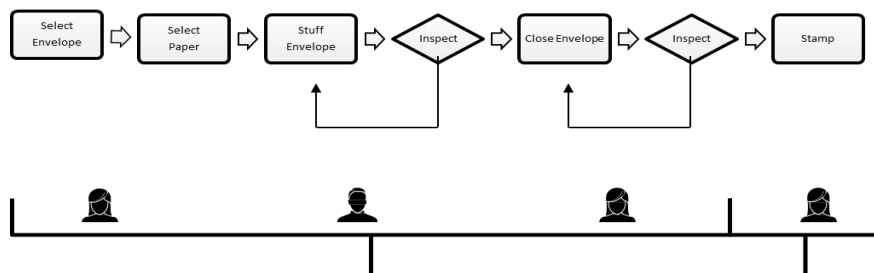 Select
Envelope
Select
Paper
Stuff
Envelope
Inspect
Close Envelope
Inspect
Stamp